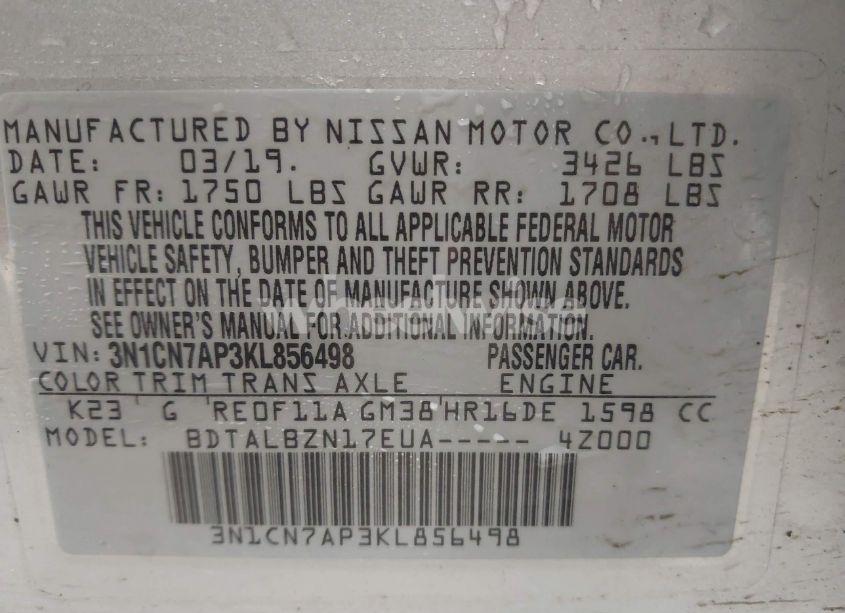 MANUFACTURED BY NISSAN MOTOR CO., LTD.
DATE: 03/19. GVWR: 3426 LBS
GAWR FR: 1750 LBS GAWR RR: 1708 LBS
THIS VEHICLE CONFORMS TO ALL APPLICABLE FEDERAL MOTOR
VEHICLE SAFETY, BUMPER AND THEFT PREVENTION STANDARDS
IN EFFECT ON THE DATE OF MANUFACTURE SHOWN ABOVE.
SEE OWNER'S MANUAL FOR ADDITIONAL INFORMATION
VIN: 3N1CN7AP3KL856498 PASSENGER CAR.
COLOR TRIM TRANS AXLE ENGINE
K23 G RE0F11A GM38 HR16DE 1598 CC
MODEL: BDTALBZN17EUA----- 4Z000
3N1CN7AP3KL856498